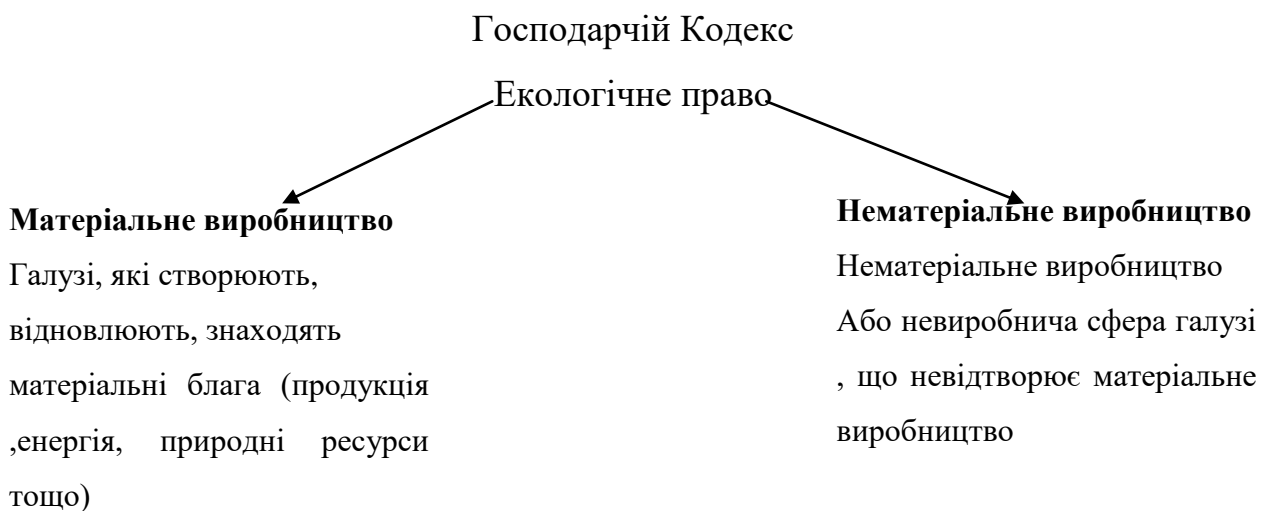 Господарчій Кодекс
Екологічне право
Матеріальне виробництво
Галузі, які створюють,
відновлюють, знаходять
матеріальні блага (продукція
,енергія, природні ресурси
тощо)
Нематеріальне виробництво
Нематеріальне виробництво
Або невиробнича сфера галузі
, що невідтворює матеріальне
виробництво